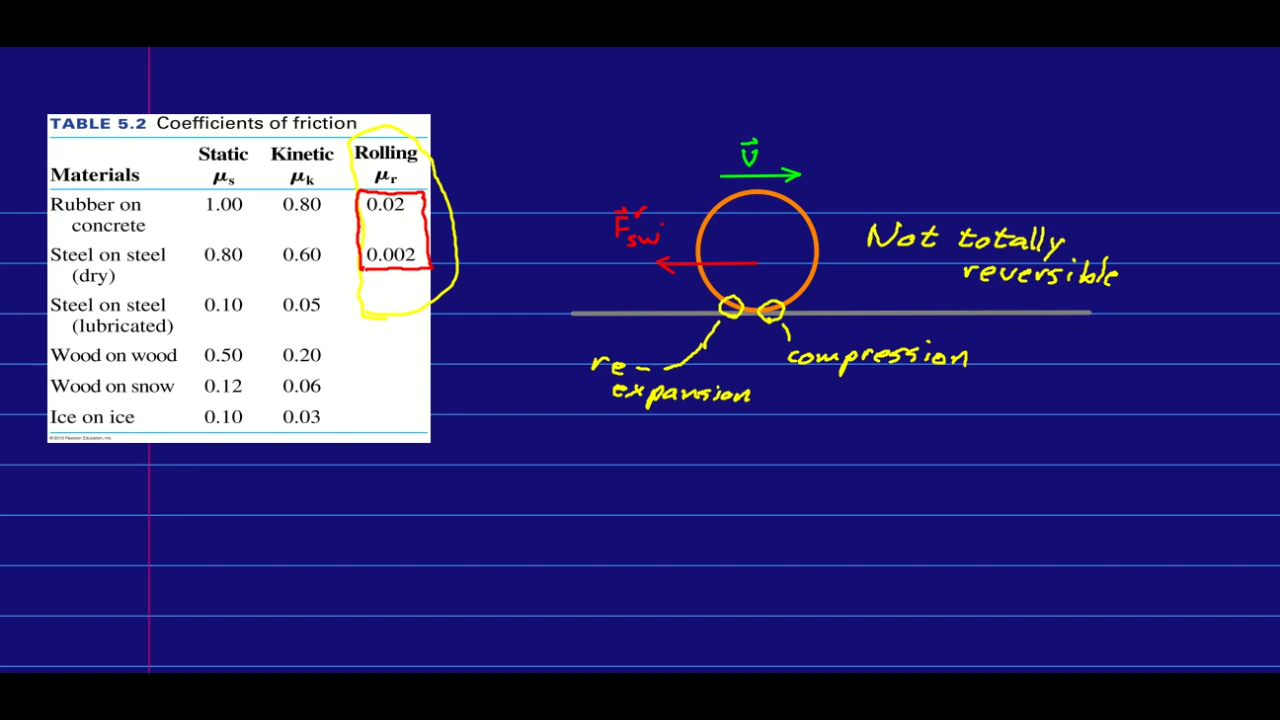 TABLE 5.2 Coefficients of friction
Materials Static μs Kinetic μk Rolling μr
Rubber on concrete 1.00 0.80 0.02
Steel on steel (dry) 0.80 0.60 0.002
Steel on steel (lubricated) 0.10 0.05
Wood on wood 0.50 0.20
Wood on snow 0.12 0.06
Ice on ice 0.10 0.03
v
F r sw
Not totally
reversible
re-
expansion
compression